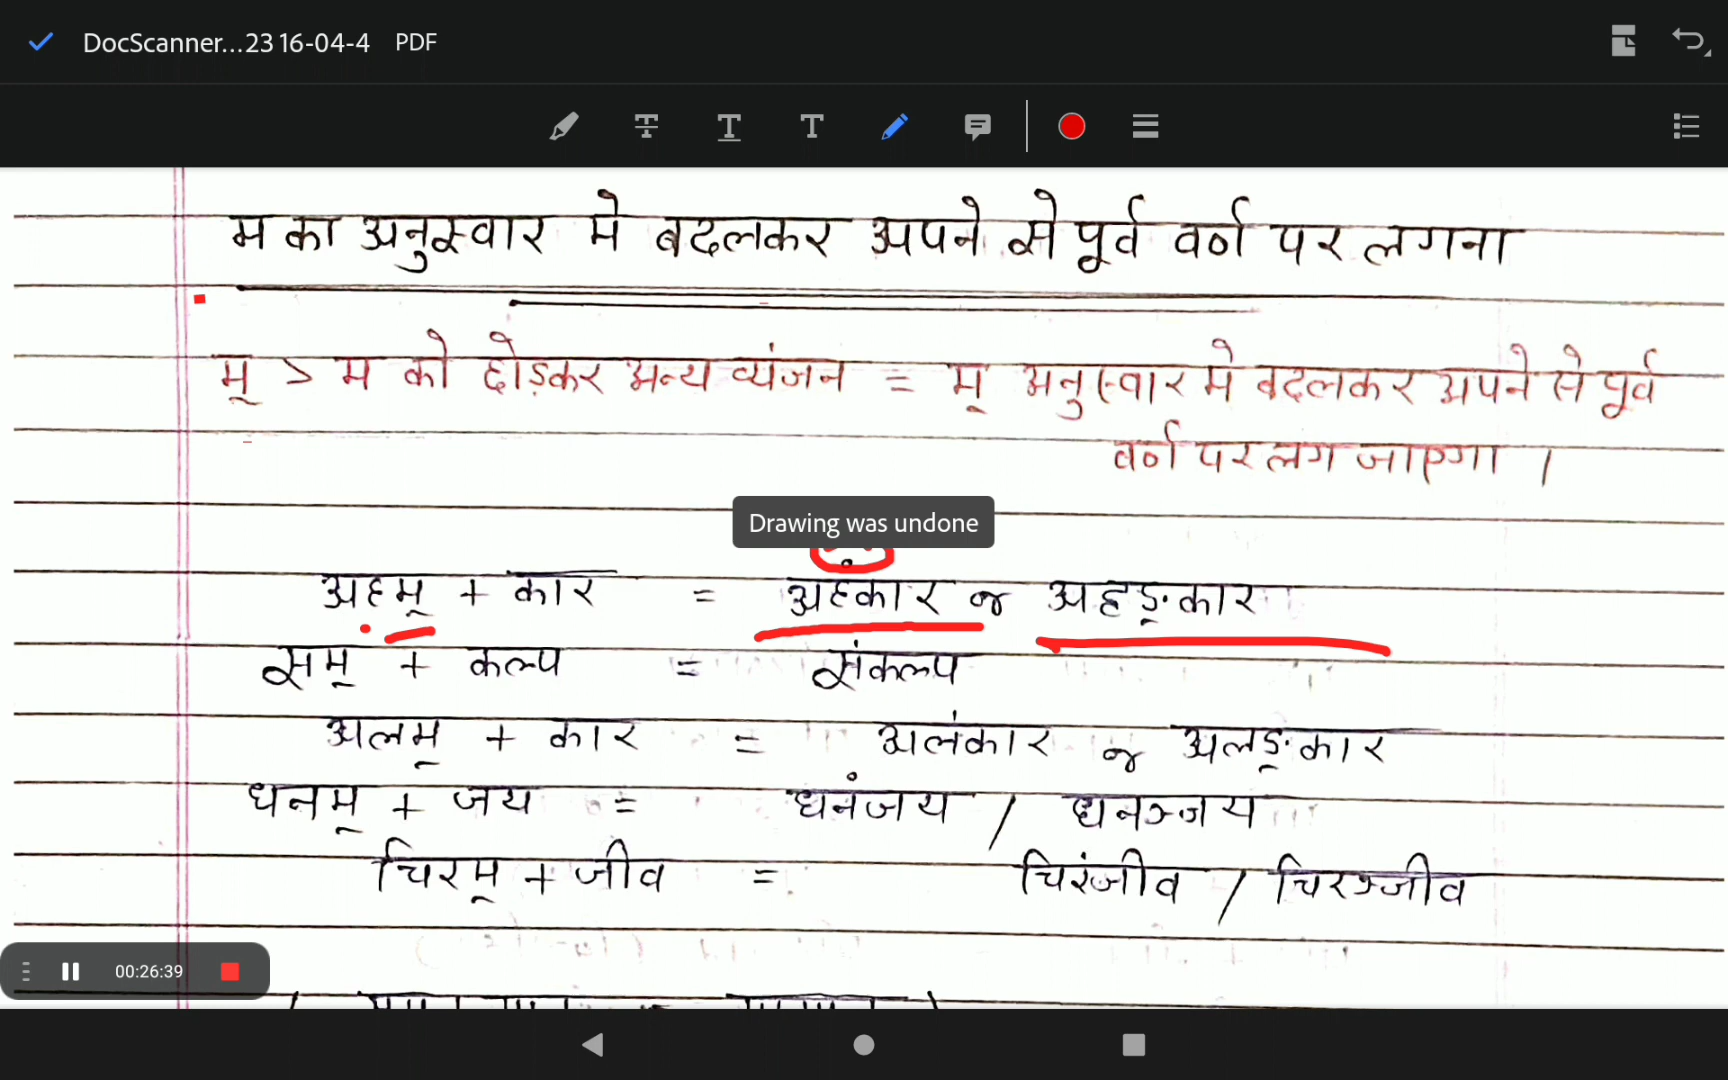 DocScanner...23 16-04-4 PDF
म का अनुस्वार मे बदलकर अपने से पूर्व वर्ण पर लगना
म् > म को छोड़कर अन्य व्यंजन = म् अनुस्वार मे बदलकर अपने से पूर्व
वर्ण पर लग जाएगा ।
Drawing was undone
अहम् + कार = अहंकार अहङ्कार
सम् + कल्प = संकल्प
अलम् + कार = अलंकार अलङ्कार
धनम् + जय = धनंजय / धनञ्जय
चिरम् + जीव = चिरंजीव / चिरञ्जीव
00:26:39